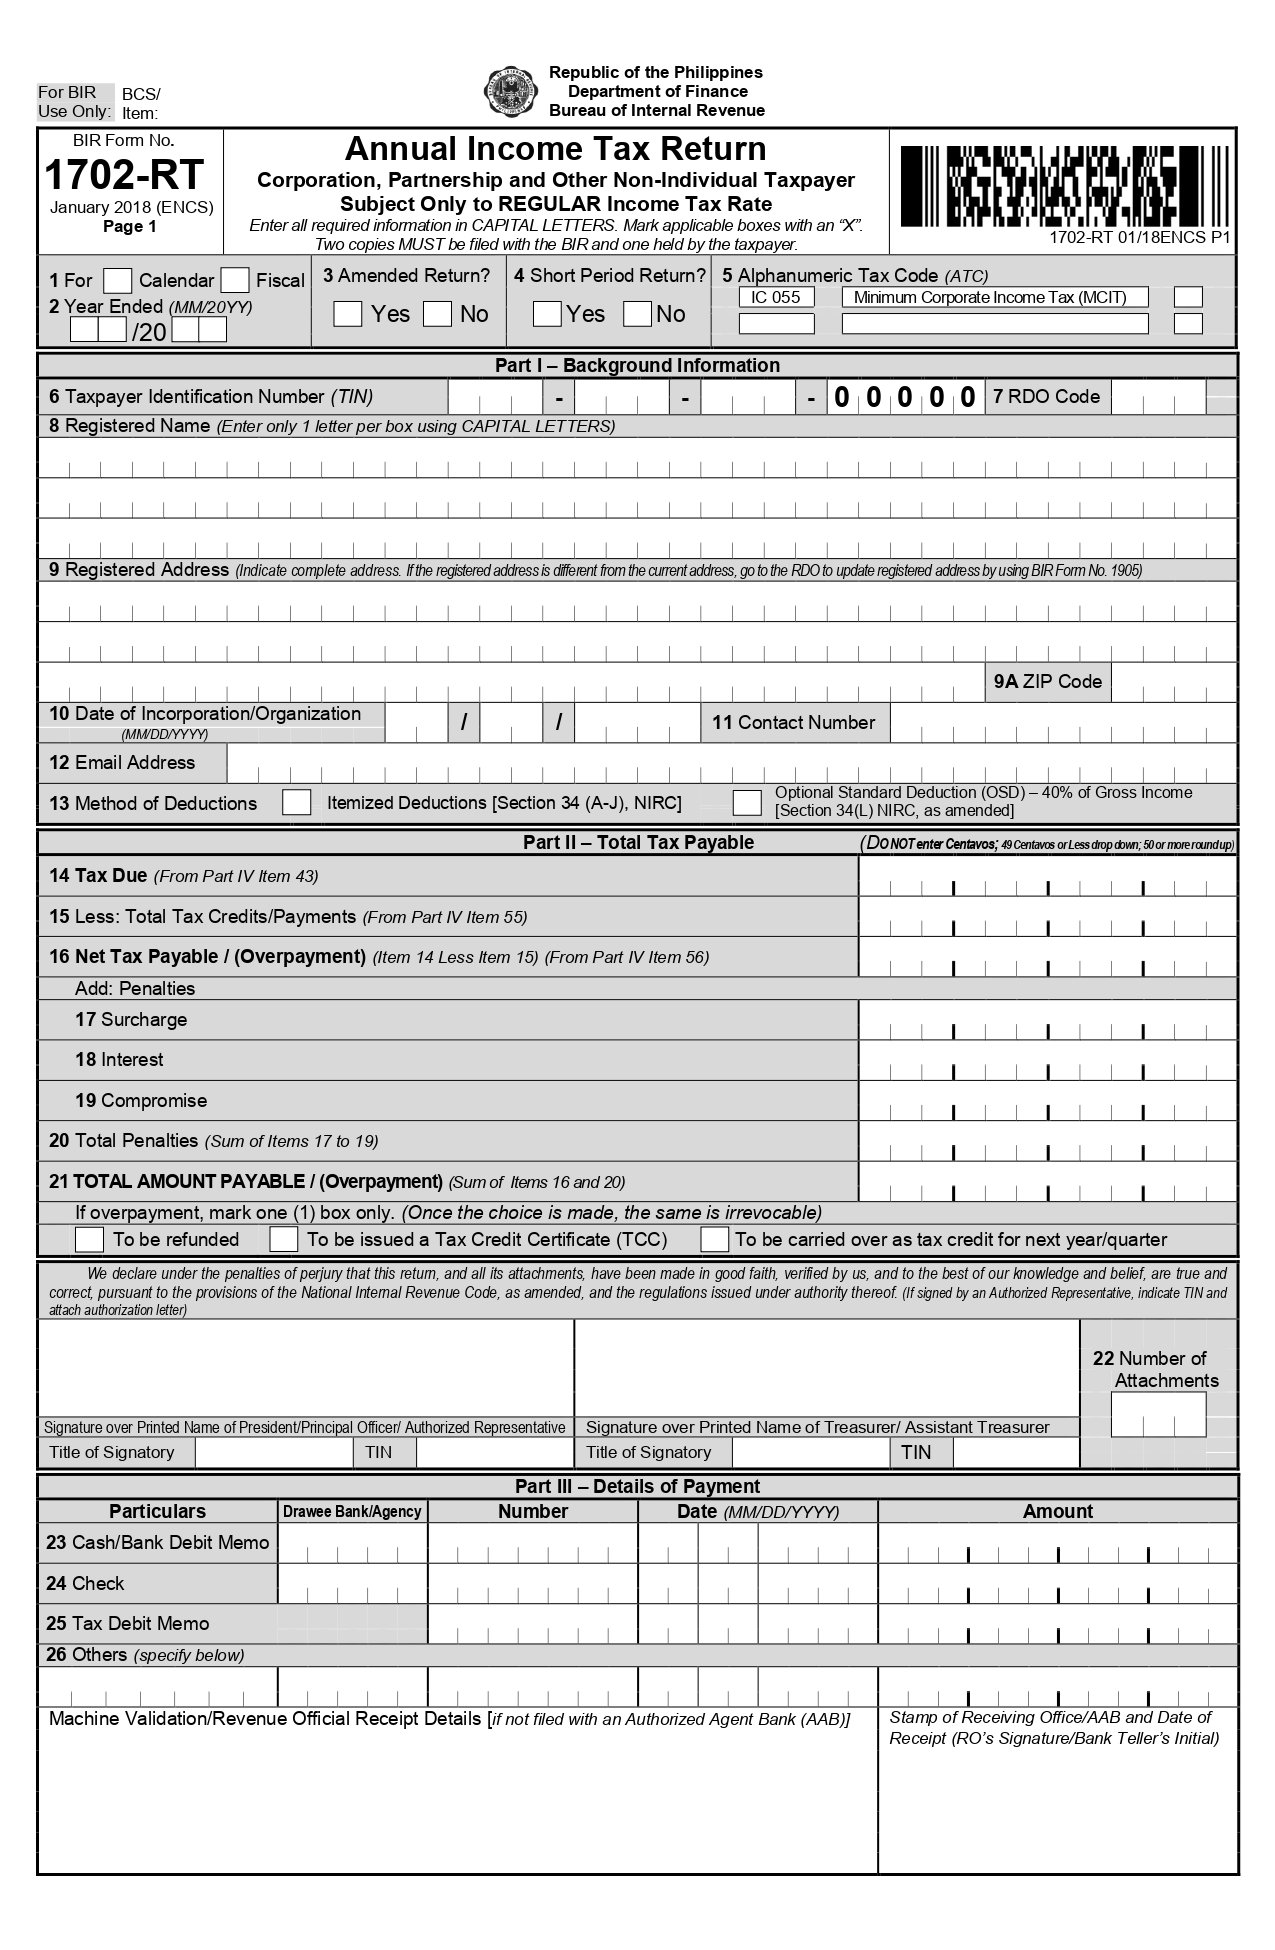 For BIR
Use Only:
BCS/
Item:
Republic of the Philippines
Department of Finance
Bureau of Internal Revenue
BIR Form No.
1702-RT
January 2018 (ENCS)
Page 1
Annual Income Tax Return
Corporation, Partnership and Other Non-Individual Taxpayer
Subject Only to REGULAR Income Tax Rate
Enter all required information in CAPITAL LETTERS. Mark applicable boxes with an “X”.
Two copies MUST be filed with the BIR and one held by the taxpayer.
1702-RT 01/18ENCS P1
1 For Calendar Fiscal
2 Year Ended (MM/20YY)
/20
3 Amended Return?
Yes No
4 Short Period Return?
Yes No
5 Alphanumeric Tax Code (ATC)
IC 055 Minimum Corporate Income Tax (MCIT)
Part I – Background Information
6 Taxpayer Identification Number (TIN) - - - 0 0 0 0 0 7 RDO Code
8 Registered Name (Enter only 1 letter per box using CAPITAL LETTERS)
9 Registered Address (Indicate complete address. If the registered address is different from the current address, go to the RDO to update registered address by using BIR Form No. 1905)
9A ZIP Code
10 Date of Incorporation/Organization
(MM/DD/YYYY)
/ /
11 Contact Number
12 Email Address
13 Method of Deductions Itemized Deductions [Section 34 (A-J), NIRC]
Optional Standard Deduction (OSD) – 40% of Gross Income
[Section 34(L) NIRC, as amended]
Part II – Total Tax Payable (DO NOT enter Centavos; 49 Centavos or Less drop down; 50 or more round up)
14 Tax Due (From Part IV Item 43)
15 Less: Total Tax Credits/Payments (From Part IV Item 55)
16 Net Tax Payable / (Overpayment) (Item 14 Less Item 15) (From Part IV Item 56)
Add: Penalties
17 Surcharge
18 Interest
19 Compromise
20 Total Penalties (Sum of Items 17 to 19)
21 TOTAL AMOUNT PAYABLE / (Overpayment) (Sum of Items 16 and 20)
If overpayment, mark one (1) box only. (Once the choice is made, the same is irrevocable)
To be refunded To be issued a Tax Credit Certificate (TCC) To be carried over as tax credit for next year/quarter
We declare under the penalties of perjury that this return, and all its attachments, have been made in good faith, verified by us, and to the best of our knowledge and belief, are true and
correct, pursuant to the provisions of the National Internal Revenue Code, as amended, and the regulations issued under authority thereof. (If signed by an Authorized Representative, indicate TIN and
attach authorization letter)
22 Number of
Attachments
Signature over Printed Name of President/Principal Officer/ Authorized Representative Signature over Printed Name of Treasurer/ Assistant Treasurer
Title of Signatory TIN Title of Signatory TIN
Part III – Details of Payment
Particulars Drawee Bank/Agency Number Date (MM/DD/YYYY) Amount
23 Cash/Bank Debit Memo
24 Check
25 Tax Debit Memo
26 Others (specify below)
Machine Validation/Revenue Official Receipt Details [if not filed with an Authorized Agent Bank (AAB)]
Stamp of Receiving Office/AAB and Date of
Receipt (RO’s Signature/Bank Teller’s Initial)